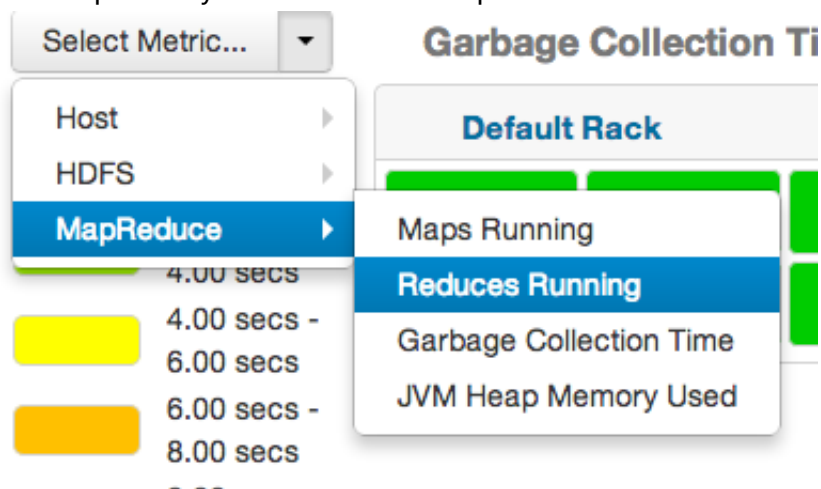 Select Metric...
Garbage Collection Ti
Host
HDFS
MapReduce
Default Rack
Maps Running
Reduces Running
Garbage Collection Time
JVM Heap Memory Used
4.00 secs
4.00 secs -
6.00 secs
6.00 secs -
8.00 secs